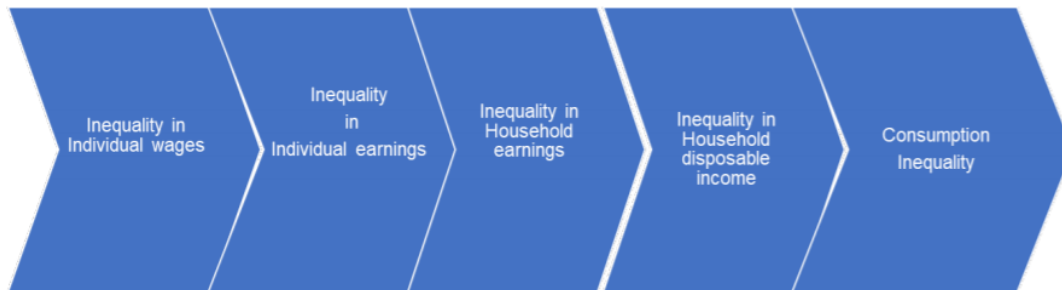 Inequality in
Individual wages
Inequality
in
Individual earnings
Inequality in
Household
earnings
Inequality in
Household
disposable
income
Consumption
Inequality